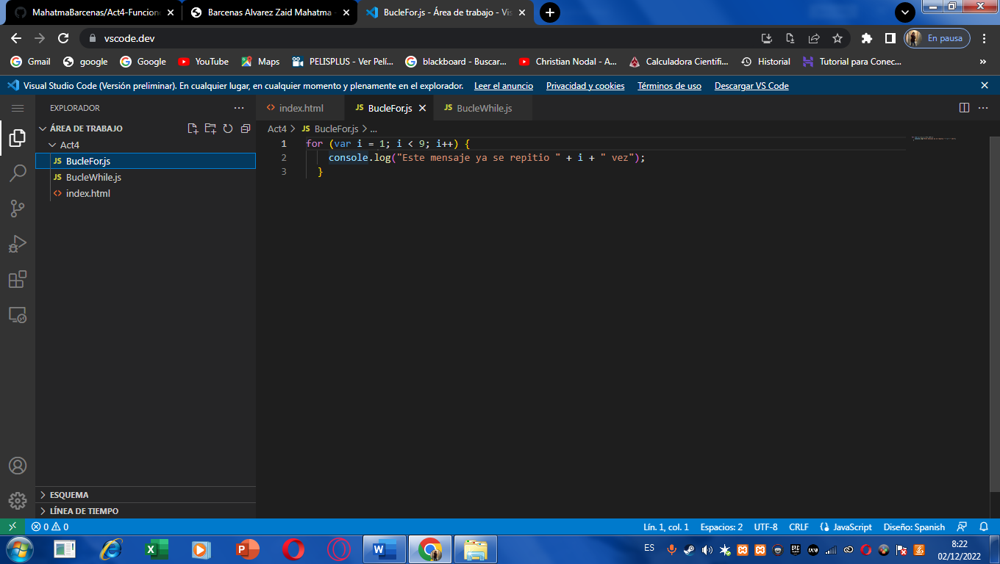 MahatmaBarcenas/Act4-Funcion
Barcenas Alvarez Zaid Mahatma
BucleFor.js - Área de trabajo - Vis
vscode.dev
En pausa
Gmail google Google YouTube Maps PELISPLUS - Ver Pelí... blackboard - Buscar... Christian Nodal - A... Calculadora Científi... Historial Tutorial para Conec... »
Visual Studio Code (Versión preliminar). En cualquier lugar, en cualquier momento y plenamente en el explorador. Leer el anuncio Privacidad y cookies Términos de uso Descargar VS Code
EXPLORADOR
ÁREA DE TRABAJO
Act4
JS BucleFor.js
JS BucleWhile.js
<> index.html
ESQUEMA
LÍNEA DE TIEMPO
<> index.html
JS BucleFor.js
JS BucleWhile.js
Act4 > JS BucleFor.js > ...
1 for (var i = 1; i < 9; i++) {
2 console.log("Este mensaje ya se repitio " + i + " vez");
3 }
0 0
Lín. 1, col. 1 Espacios: 2 UTF-8 CRLF JavaScript Diseño: Spanish
ES
8:22
02/12/2022